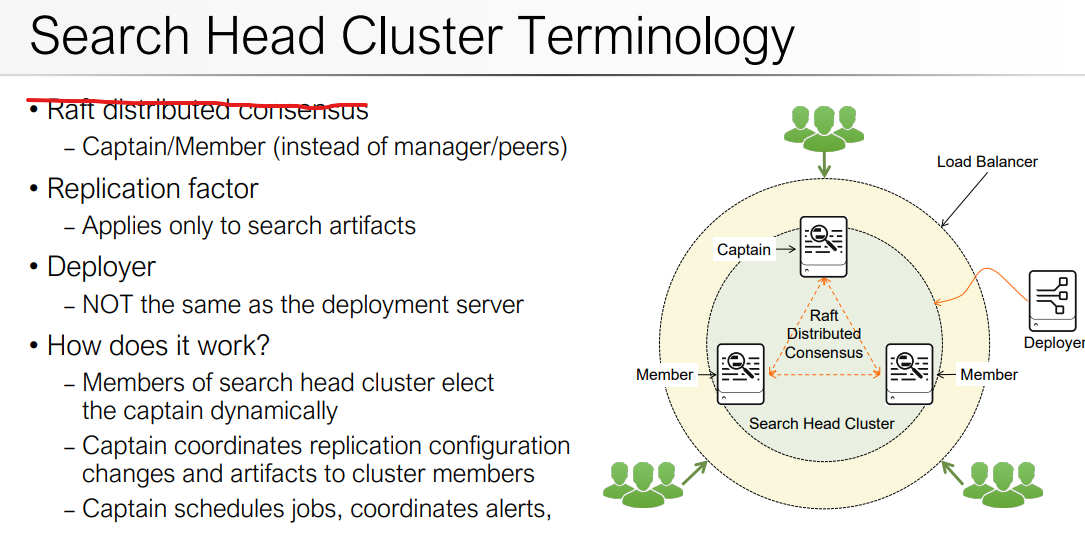 Search Head Cluster Terminology
• Raft distributed consensus
– Captain/Member (instead of manager/peers)
• Replication factor
– Applies only to search artifacts
• Deployer
– NOT the same as the deployment server
• How does it work?
– Members of search head cluster elect
the captain dynamically
– Captain coordinates replication configuration
changes and artifacts to cluster members
– Captain schedules jobs, coordinates alerts,
Load Balancer
Captain
Raft
Distributed
Consensus
Deployer
Member
Member
Search Head Cluster